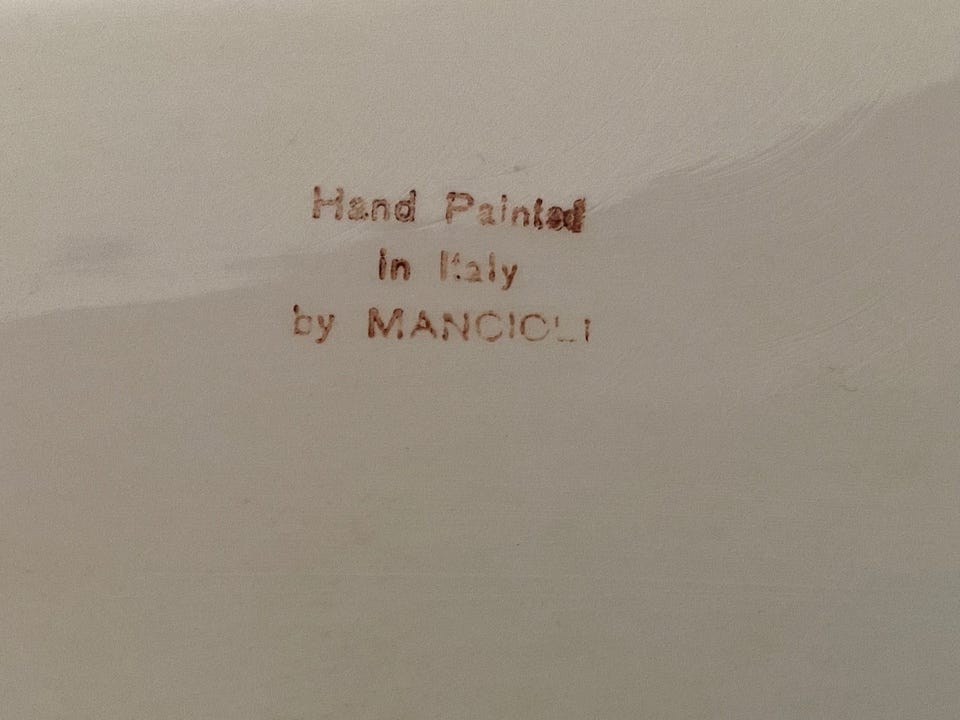 Hand Painted
in Italy
by MANCIOLI